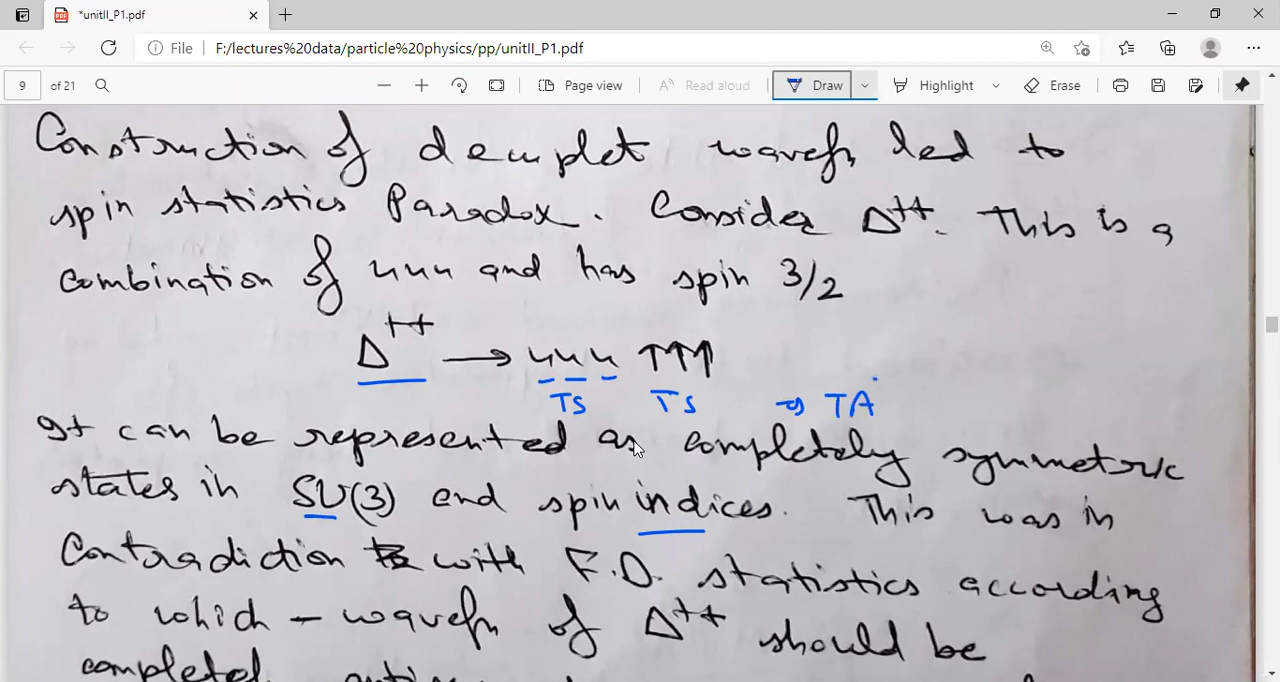 *unitII_P1.pdf
File F:/lectures%20data/particle%20physics/pp/unitII_P1.pdf
9 of 21 Page view Read aloud Draw Highlight Erase
Construction of decuplet wavefn led to
spin statistics Paradox. Consider Δ++. This is a
combination of uuu and has spin 3/2
Δ++ → uuu ↑↑↑
TS TS ⇒ TA
It can be represented as completely symmetric
states in SU(3) and spin indices. This was in
Contradiction with F.D. statistics according
to which - wavefn of Δ++ should be